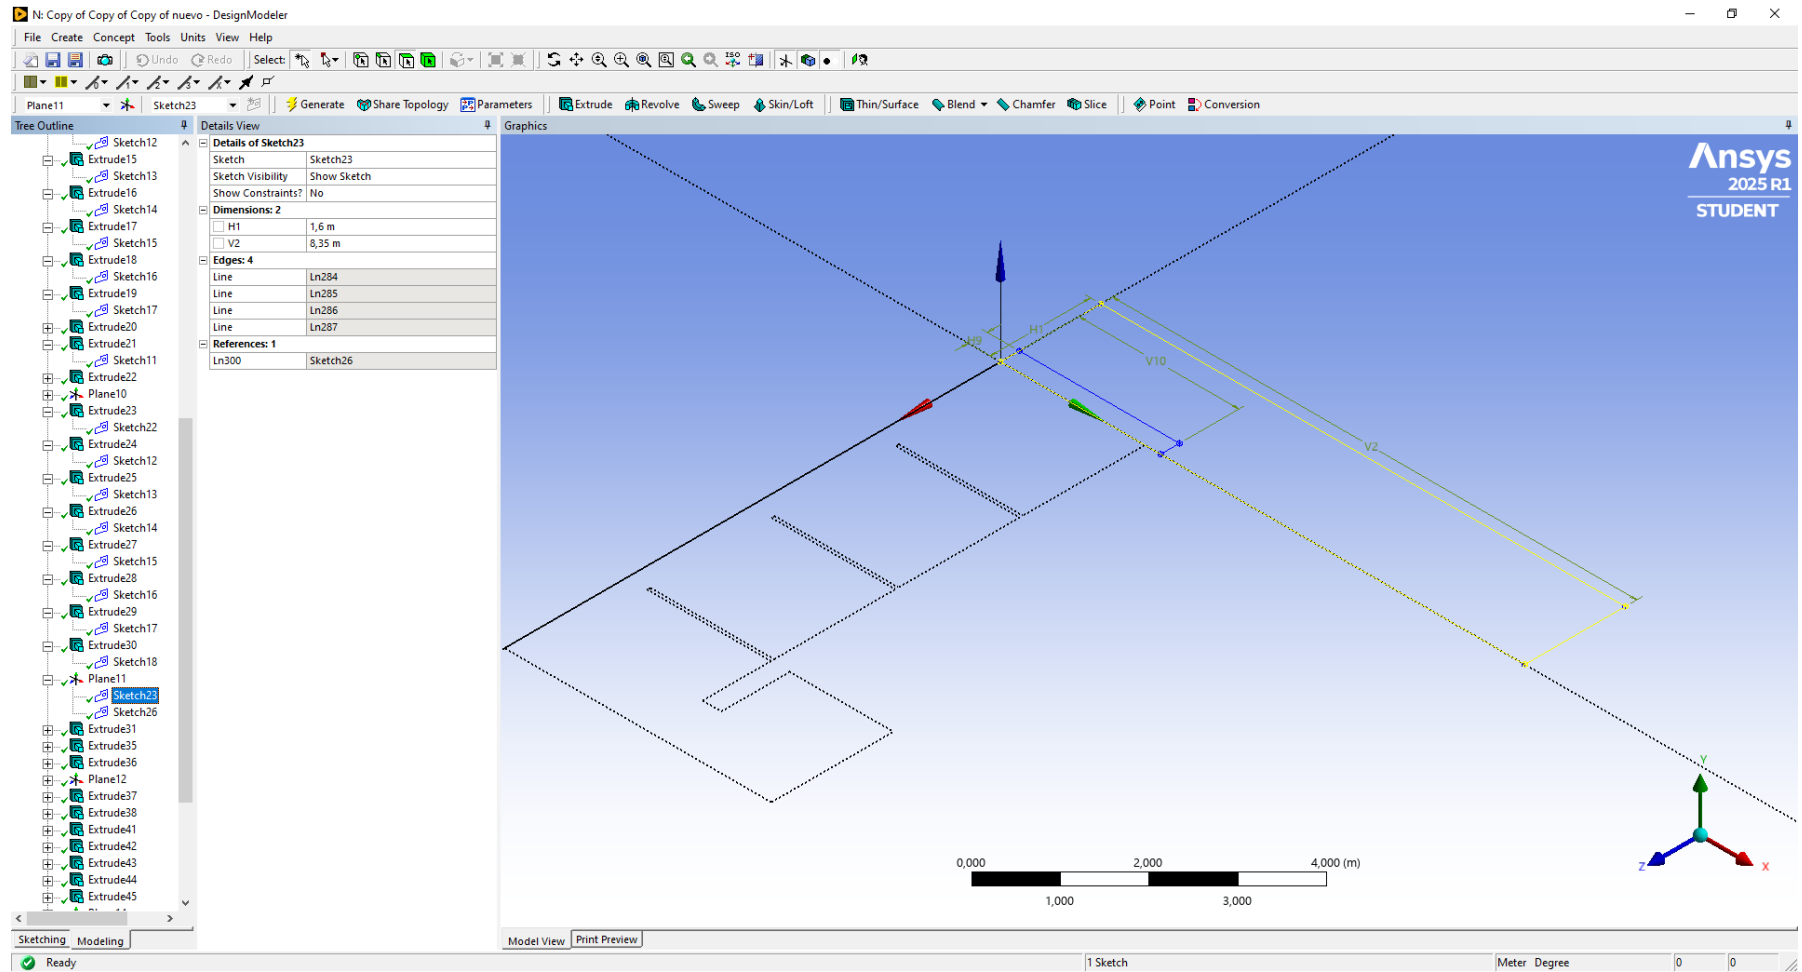 N: Copy of Copy of Copy of nuevo - DesignModeler
File Create Concept Tools Units View Help
Undo Redo Select: ISO
Plane11 Sketch23 Generate Share Topology Parameters Extrude Revolve Sweep Skin/Loft Thin/Surface Blend Chamfer Slice Point Conversion
Tree Outline
Sketch12
Extrude15
Sketch13
Extrude16
Sketch14
Extrude17
Sketch15
Extrude18
Sketch16
Extrude19
Sketch17
Extrude20
Extrude21
Sketch11
Extrude22
Plane10
Extrude23
Sketch22
Extrude24
Sketch12
Extrude25
Sketch13
Extrude26
Sketch14
Extrude27
Sketch15
Extrude28
Sketch16
Extrude29
Sketch17
Extrude30
Sketch18
Plane11
Sketch23
Sketch26
Extrude31
Extrude35
Extrude36
Plane12
Extrude37
Extrude38
Extrude41
Extrude42
Extrude43
Extrude44
Extrude45
Sketching Modeling
Details View
Details of Sketch23
Sketch Sketch23
Sketch Visibility Show Sketch
Show Constraints? No
Dimensions: 2
H1 1,6 m
V2 8,35 m
Edges: 4
Line Ln284
Line Ln285
Line Ln286
Line Ln287
References: 1
Ln300 Sketch26
Graphics
Ansys
2025 R1
STUDENT
H9
H1
V10
V2
Y
Z
X
0,000 2,000 4,000 (m)
1,000 3,000
Model View Print Preview
Ready 1 Sketch Meter Degree 0 0